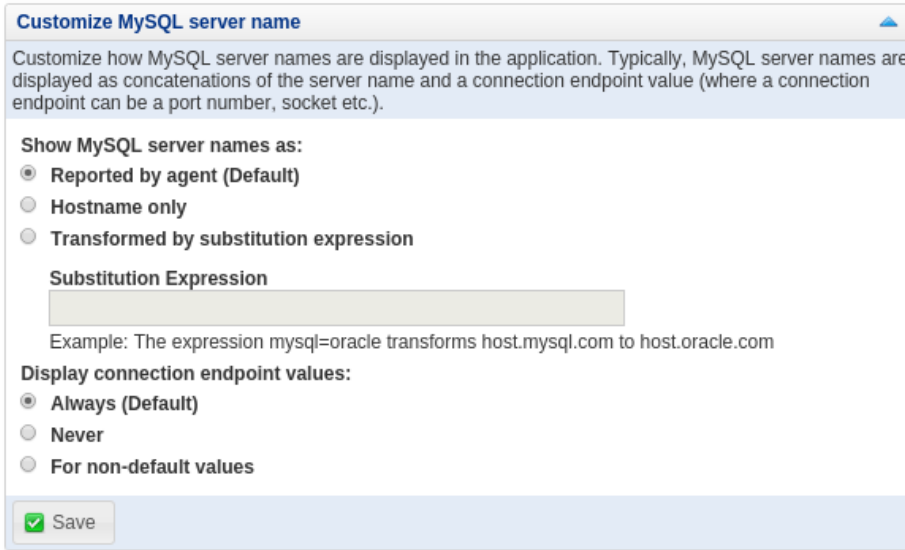 Customize MySQL server name
Customize how MySQL server names are displayed in the application. Typically, MySQL server names are
displayed as concatenations of the server name and a connection endpoint value (where a connection
endpoint can be a port number, socket etc.).
Show MySQL server names as:
Reported by agent (Default)
Hostname only
Transformed by substitution expression
Substitution Expression
Example: The expression mysql=oracle transforms host.mysql.com to host.oracle.com
Display connection endpoint values:
Always (Default)
Never
For non-default values
Save